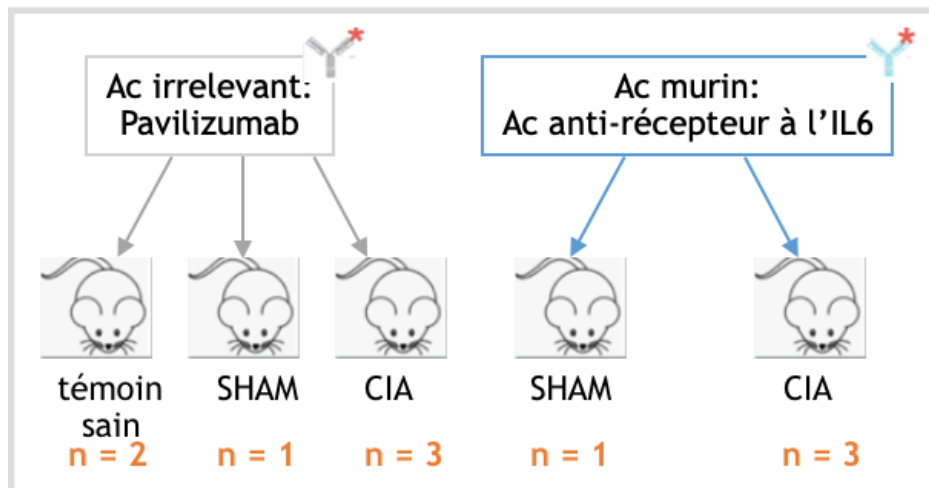 Ac irrelevant:
Pavilizumab
Ac murin:
Ac anti-récepteur à l'IL6
témoin
sain
SHAM
CIA
SHAM
CIA
n = 2
n = 1
n = 3
n = 1
n = 3